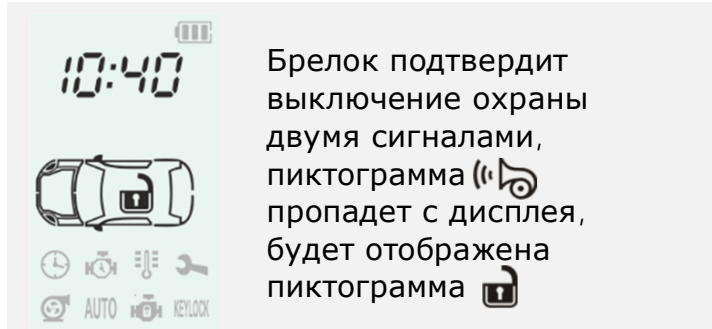 10:40
Брелок подтвердит
выключение охраны
двумя сигналами,
пиктограмма
пропадет с дисплея,
будет отображена
пиктограмма
AUTO
KEYLOCK